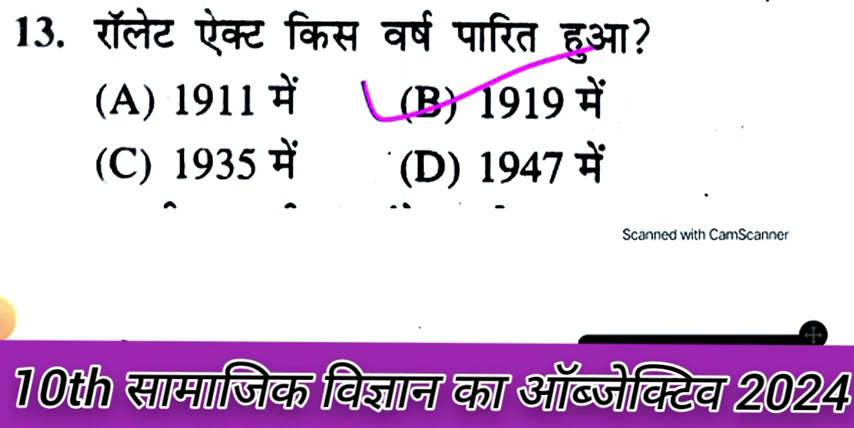 13. रॉलेट ऐक्ट किस वर्ष पारित हुआ?
(A) 1911 में (B) 1919 में
(C) 1935 में (D) 1947 में
Scanned with CamScanner
10th सामाजिक विज्ञान का ऑब्जेक्टिव 2024